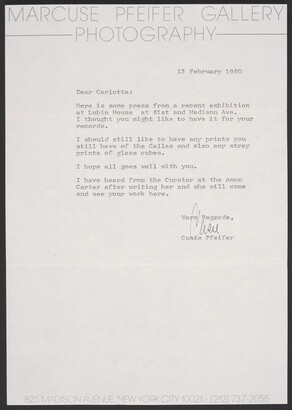 MARCUSE PFEIFER GALLERY
PHOTOGRAPHY
13 February 1980
Dear Carlotta:
Here is some press from a recent exhibition
at Lubin House at 61st and Madison Ave.
I thought you might like to have it for your
records.
I should still like to have any prints you
still have of the Callas and also any stray
prints of glass cubes.
I hope all goes well with you.
I have heard from the Curator at the Amon
Carter after writing her and she will come
and see your work here.
Warm Regards,
Cusie Pfeifer
825 MADISON AVENUE, NEW YORK CITY 10021 · (212) 737-2055